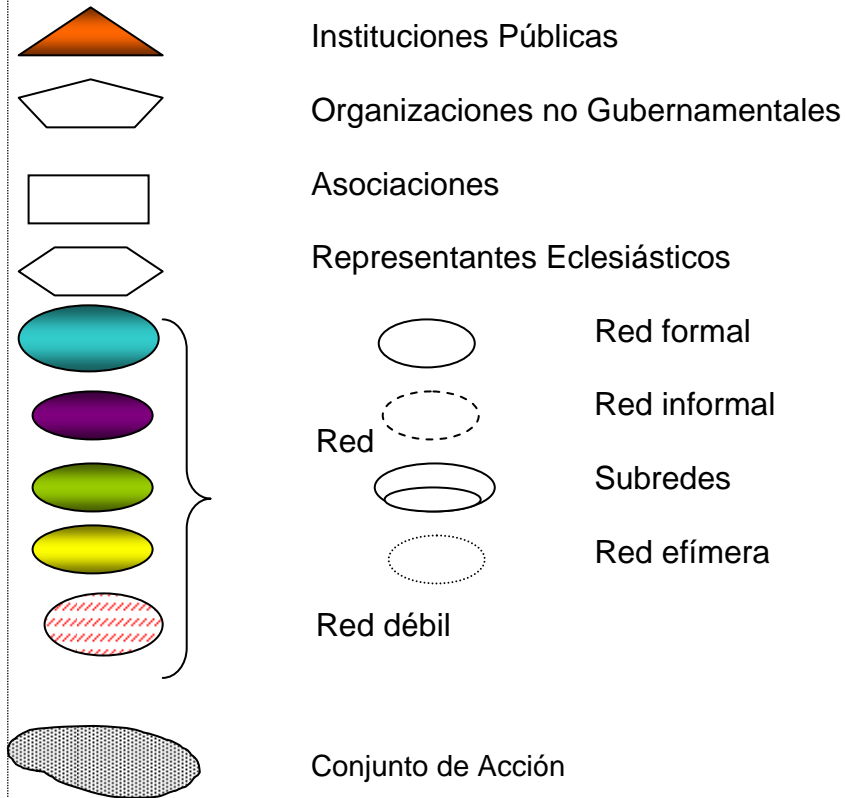 Instituciones Públicas
Organizaciones no Gubernamentales
Asociaciones
Representantes Eclesiásticos
Red formal
Red informal
Red
Subredes
Red efímera
Red débil
Conjunto de Acción